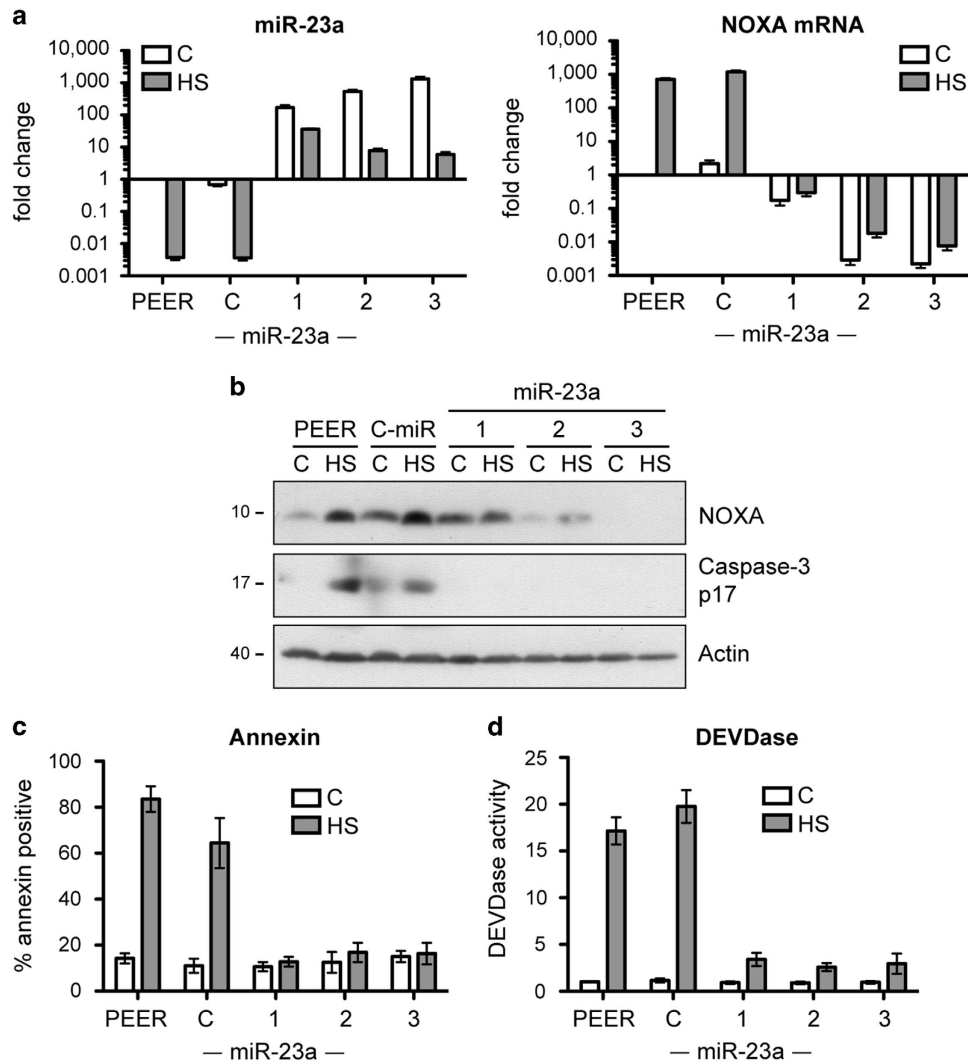 a
miR-23a
10,000
1,000
100
10
1
0.1
0.01
0.001
fold change
C
HS
PEER C 1 2 3
— miR-23a —
NOXA mRNA
10,000
1,000
100
10
1
0.1
0.01
0.001
fold change
C
HS
PEER C 1 2 3
— miR-23a —
b
miR-23a
PEER C-miR 1 2 3
C HS C HS C HS C HS C HS
10 - NOXA
17 - Caspase-3
p17
40 - Actin
c
Annexin
100
80
60
40
20
0
% annexin positive
C
HS
PEER C 1 2 3
— miR-23a —
d
DEVDase
25
20
15
10
5
0
DEVDase activity
C
HS
PEER C 1 2 3
— miR-23a —